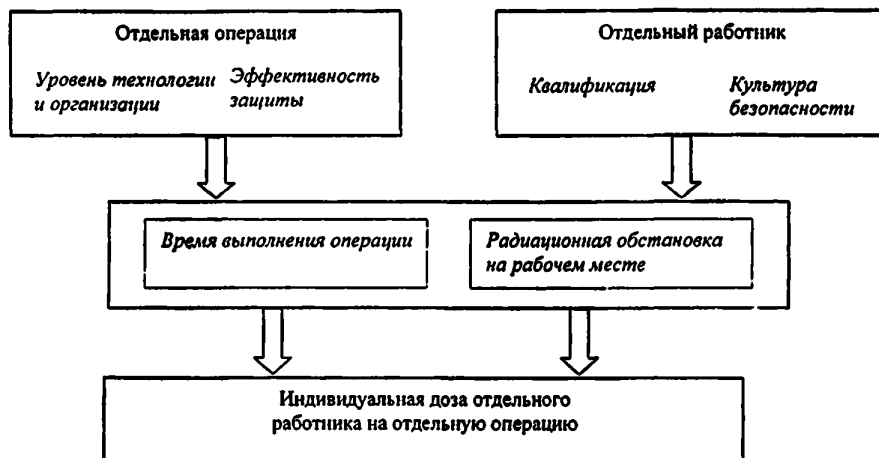 Отдельная операция
Уровень технологии
и организации
Эффективность
защиты
Отдельный работник
Квалификация
Культура
безопасности
Время выполнения операции
Радиационная обстановка
на рабочем месте
Индивидуальная доза отдельного
работника на отдельную операцию